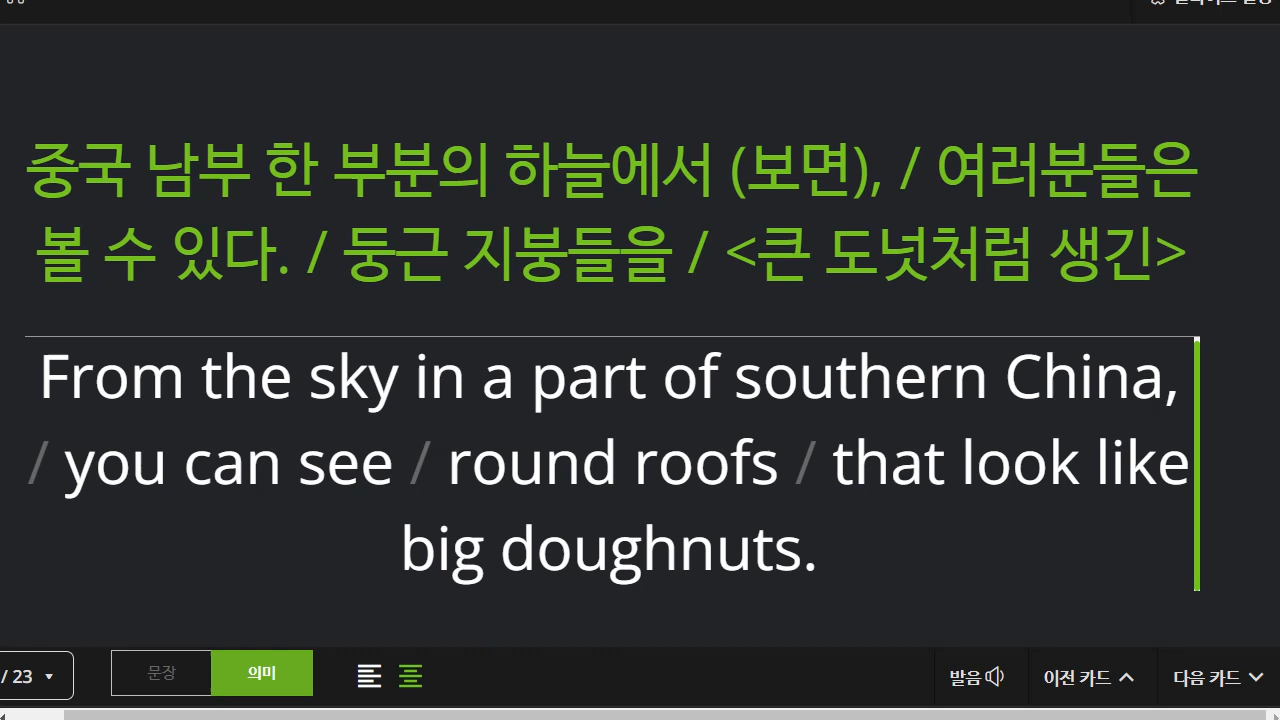 중국 남부 한 부분의 하늘에서 (보면), / 여러분들은
볼 수 있다. / 둥근 지붕들을 / <큰 도넛처럼 생긴>
From the sky in a part of southern China,
/ you can see / round roofs / that look like
big doughnuts.
/ 23
문장
의미
발음
이전 카드
다음 카드